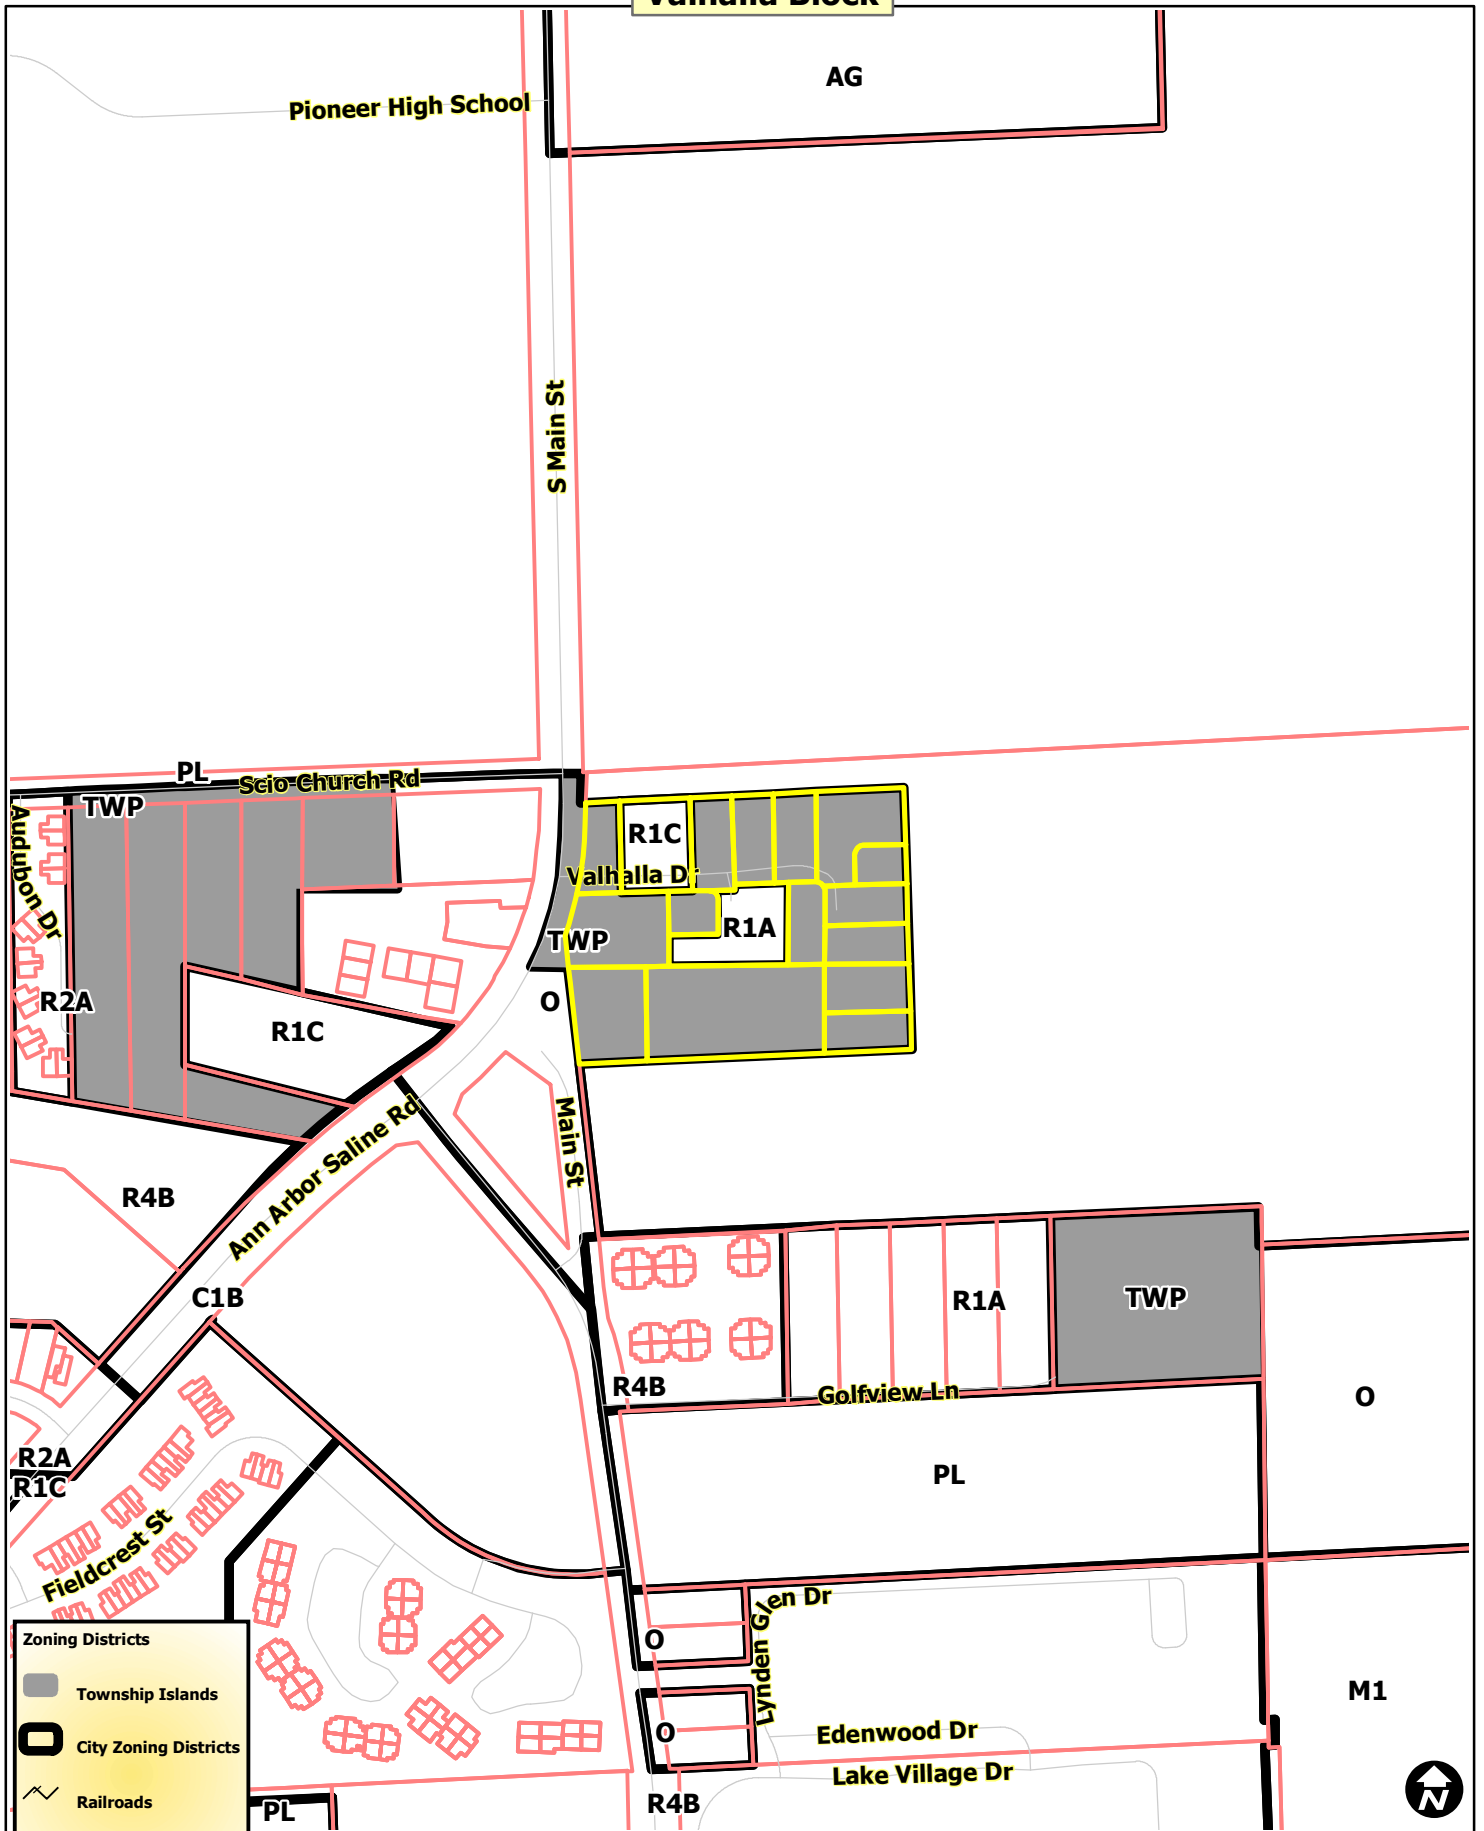 Valhalla Block
AG
Pioneer High School
S Main St
PL
Scio Church Rd
TWP
Audubon Dr
R1C
Valhalla Dr
R1A
TWP
R2A
O
R1C
Main St
Ann Arbor Saline Rd
R4B
C1B
R1A
TWP
R4B
Golfview Ln
O
R2A
R1C
PL
Fieldcrest St
Lynden Glen Dr
O
M1
O
Edenwood Dr
Lake Village Dr
R4B
PL
Zoning Districts
Township Islands
City Zoning Districts
Railroads
N